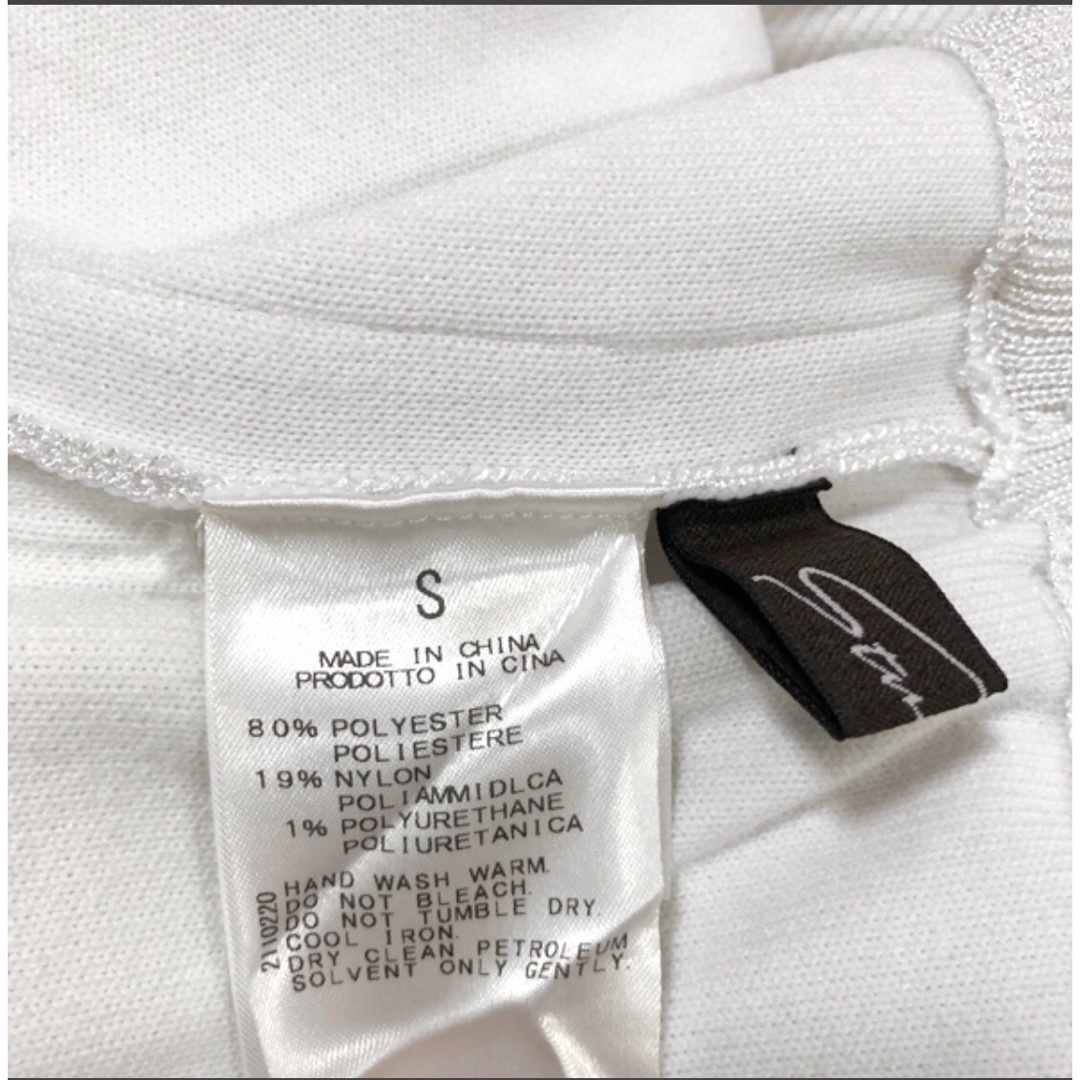 S
MADE IN CHINA
PRODOTTO IN CINA
80% POLYESTER
POLIESTERE
19% NYLON
POLIAMMIDLCA
1% POLYURETHANE
POLIURETANICA
HAND WASH WARM.
DO NOT BLEACH.
DO NOT TUMBLE DRY.
COOL IRON.
DRY CLEAN PETROLEUM
SOLVENT ONLY GENTLY.
2110220